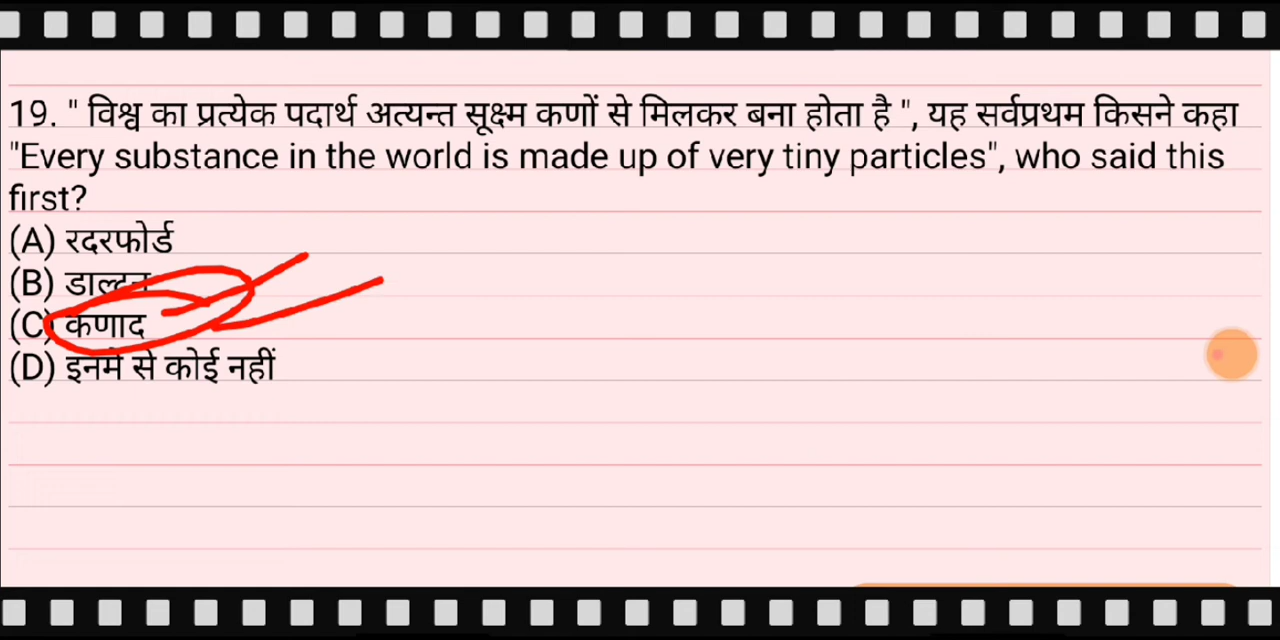 19. " विश्व का प्रत्येक पदार्थ अत्यन्त सूक्ष्म कणों से मिलकर बना होता है ", यह सर्वप्रथम किसने कहा
"Every substance in the world is made up of very tiny particles", who said this
first?
(A) रदरफोर्ड
(B) डाल्टन
(C) कणाद
(D) इनमें से कोई नहीं